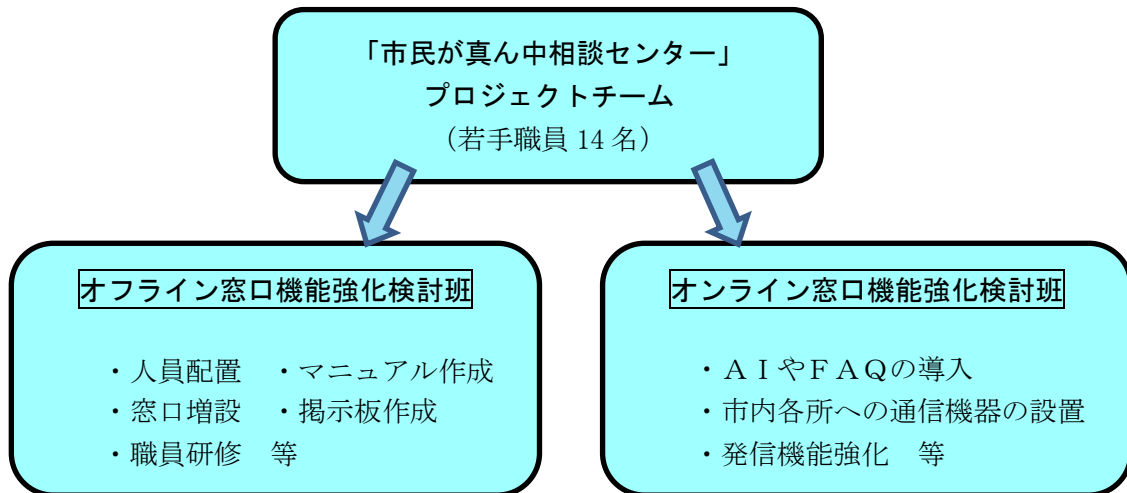 「市民が真ん中相談センター」
プロジェクトチーム
（若手職員 14 名）
オフライン窓口機能強化検討班
・人員配置　・マニュアル作成
・窓口増設　・掲示板作成
・職員研修　等
オンライン窓口機能強化検討班
・ＡＩやＦＡＱの導入
・市内各所への通信機器の設置
・発信機能強化　等